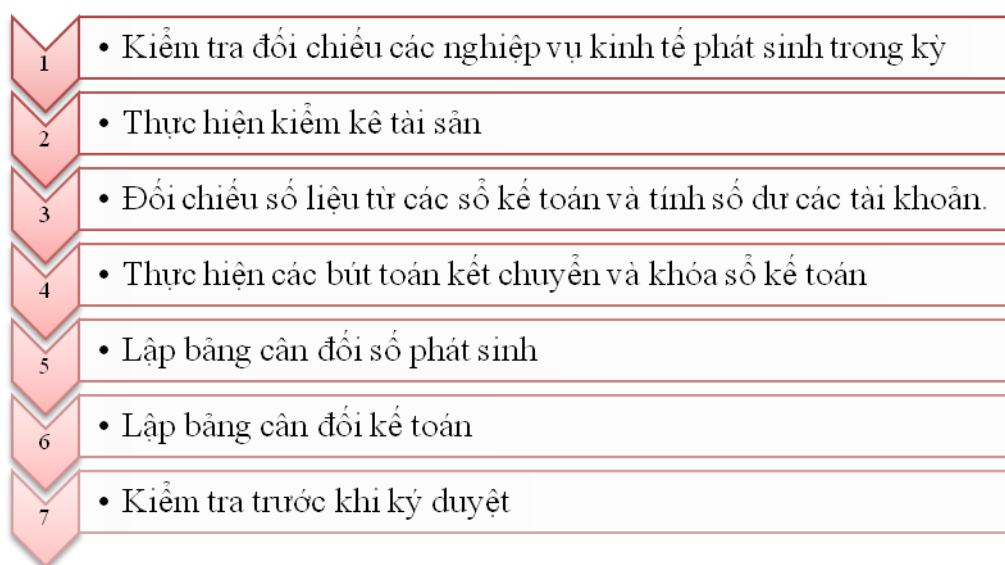 1 • Kiểm tra đối chiếu các nghiệp vụ kinh tế phát sinh trong kỳ
2 • Thực hiện kiểm kê tài sản
3 • Đối chiếu số liệu từ các sổ kế toán và tính số dư các tài khoản.
4 • Thực hiện các bút toán kết chuyển và khóa sổ kế toán
5 • Lập bảng cân đối số phát sinh
6 • Lập bảng cân đối kế toán
7 • Kiểm tra trước khi ký duyệt